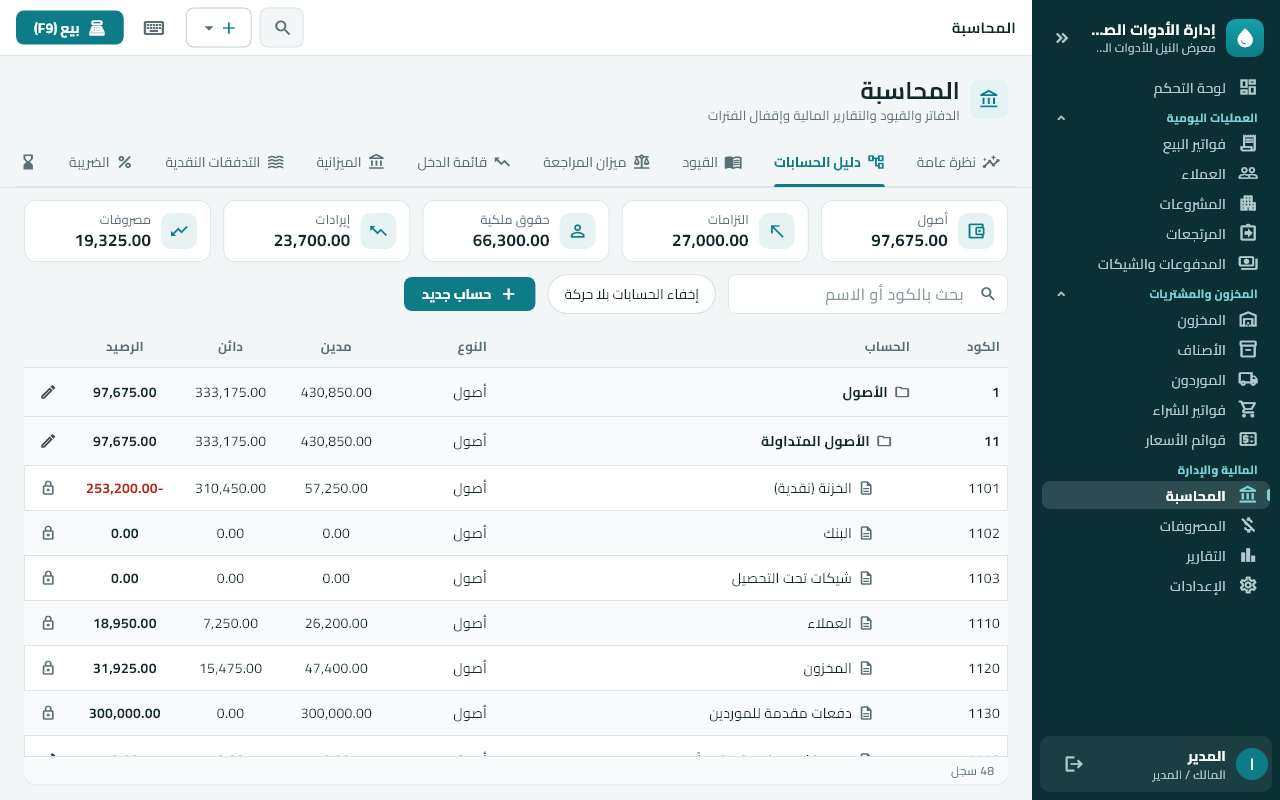 إدارة الأدوات الصـ...
معرض النيل للأدوات الـ...
لوحة التحكم
العمليات اليومية
فواتير البيع
العملاء
المشروعات
المرتجعات
المدفوعات والشيكات
المخزون والمشتريات
المخزون
الأصناف
الموردون
فواتير الشراء
قوائم الأسعار
المالية والإدارة
المحاسبة
المصروفات
التقارير
الإعدادات
ا
المدير
المالك / المدير
المحاسبة
بيع (F9)
المحاسبة
الدفاتر والقيود والتقارير المالية وإقفال الفترات
نظرة عامة
دليل الحسابات
القيود
ميزان المراجعة
قائمة الدخل
الميزانية
التدفقات النقدية
الضريبة
أصول
97,675.00
التزامات
27,000.00
حقوق ملكية
66,300.00
إيرادات
23,700.00
مصروفات
19,325.00
بحث بالكود أو الاسم
إخفاء الحسابات بلا حركة
+ حساب جديد
الكود الحساب النوع مدين دائن الرصيد
1 الأصول أصول 430,850.00 333,175.00 97,675.00
11 الأصول المتداولة أصول 430,850.00 333,175.00 97,675.00
1101 الخزنة (نقدية) أصول 57,250.00 310,450.00 -253,200.00
1102 البنك أصول 0.00 0.00 0.00
1103 شيكات تحت التحصيل أصول 0.00 0.00 0.00
1110 العملاء أصول 26,200.00 7,250.00 18,950.00
1120 المخزون أصول 47,400.00 15,475.00 31,925.00
1130 دفعات مقدمة للموردين أصول 300,000.00 0.00 300,000.00
48 سجل